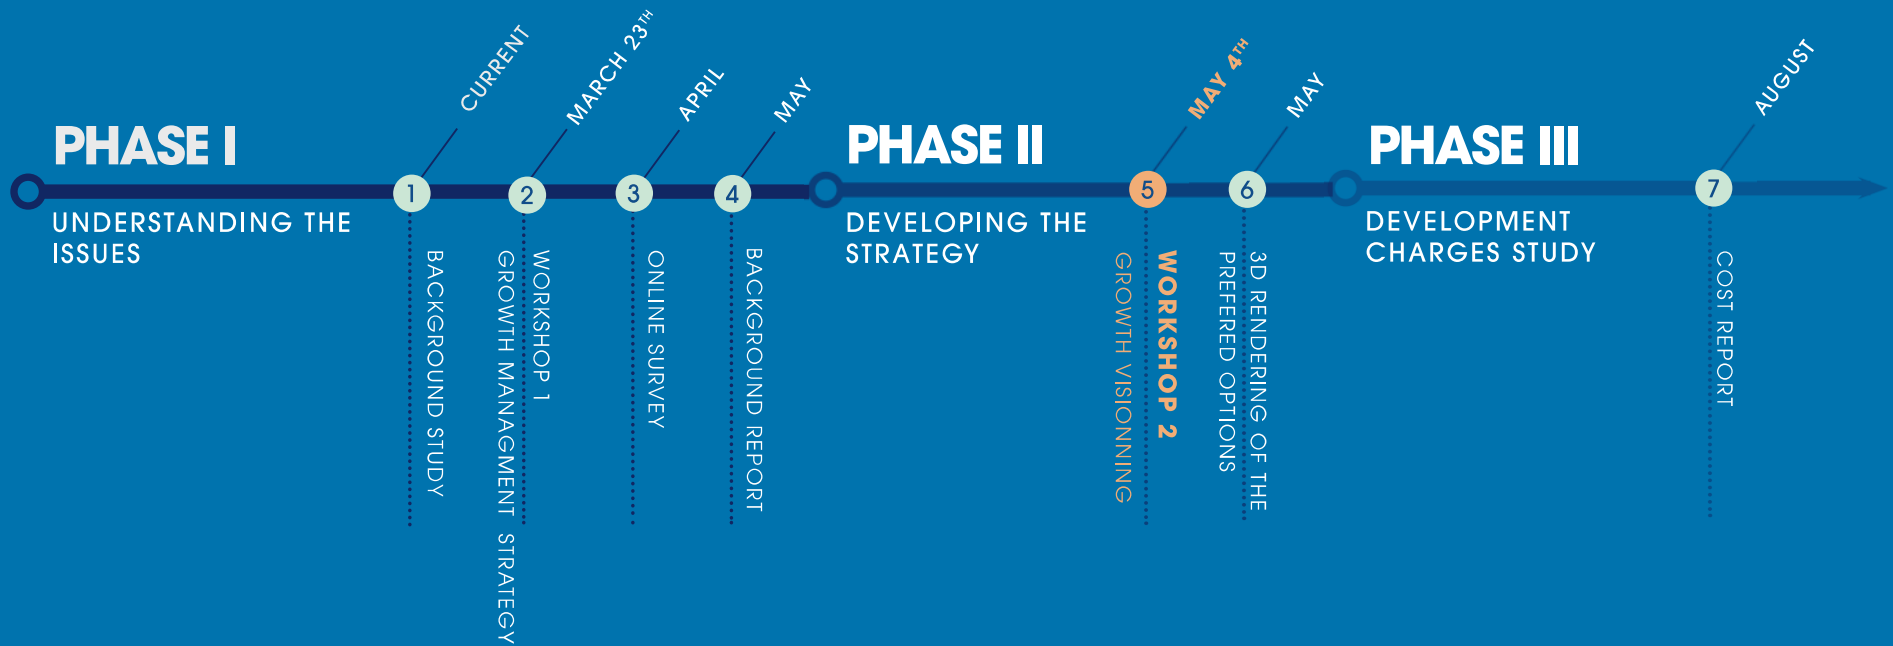 PHASE I
UNDERSTANDING THE
ISSUES
CURRENT
1
BACKGROUND STUDY
MARCH 23TH
2
WORKSHOP 1
GROWTH MANAGMENT STRATEGY
APRIL
3
ONLINE SURVEY
MAY
4
BACKGROUND REPORT
PHASE II
DEVELOPING THE
STRATEGY
MAY 4TH
5
WORKSHOP 2
GROWTH VISIONNING
MAY
6
3D RENDERING OF THE
PREFERED OPTIONS
PHASE III
DEVELOPMENT
CHARGES STUDY
AUGUST
7
COST REPORT